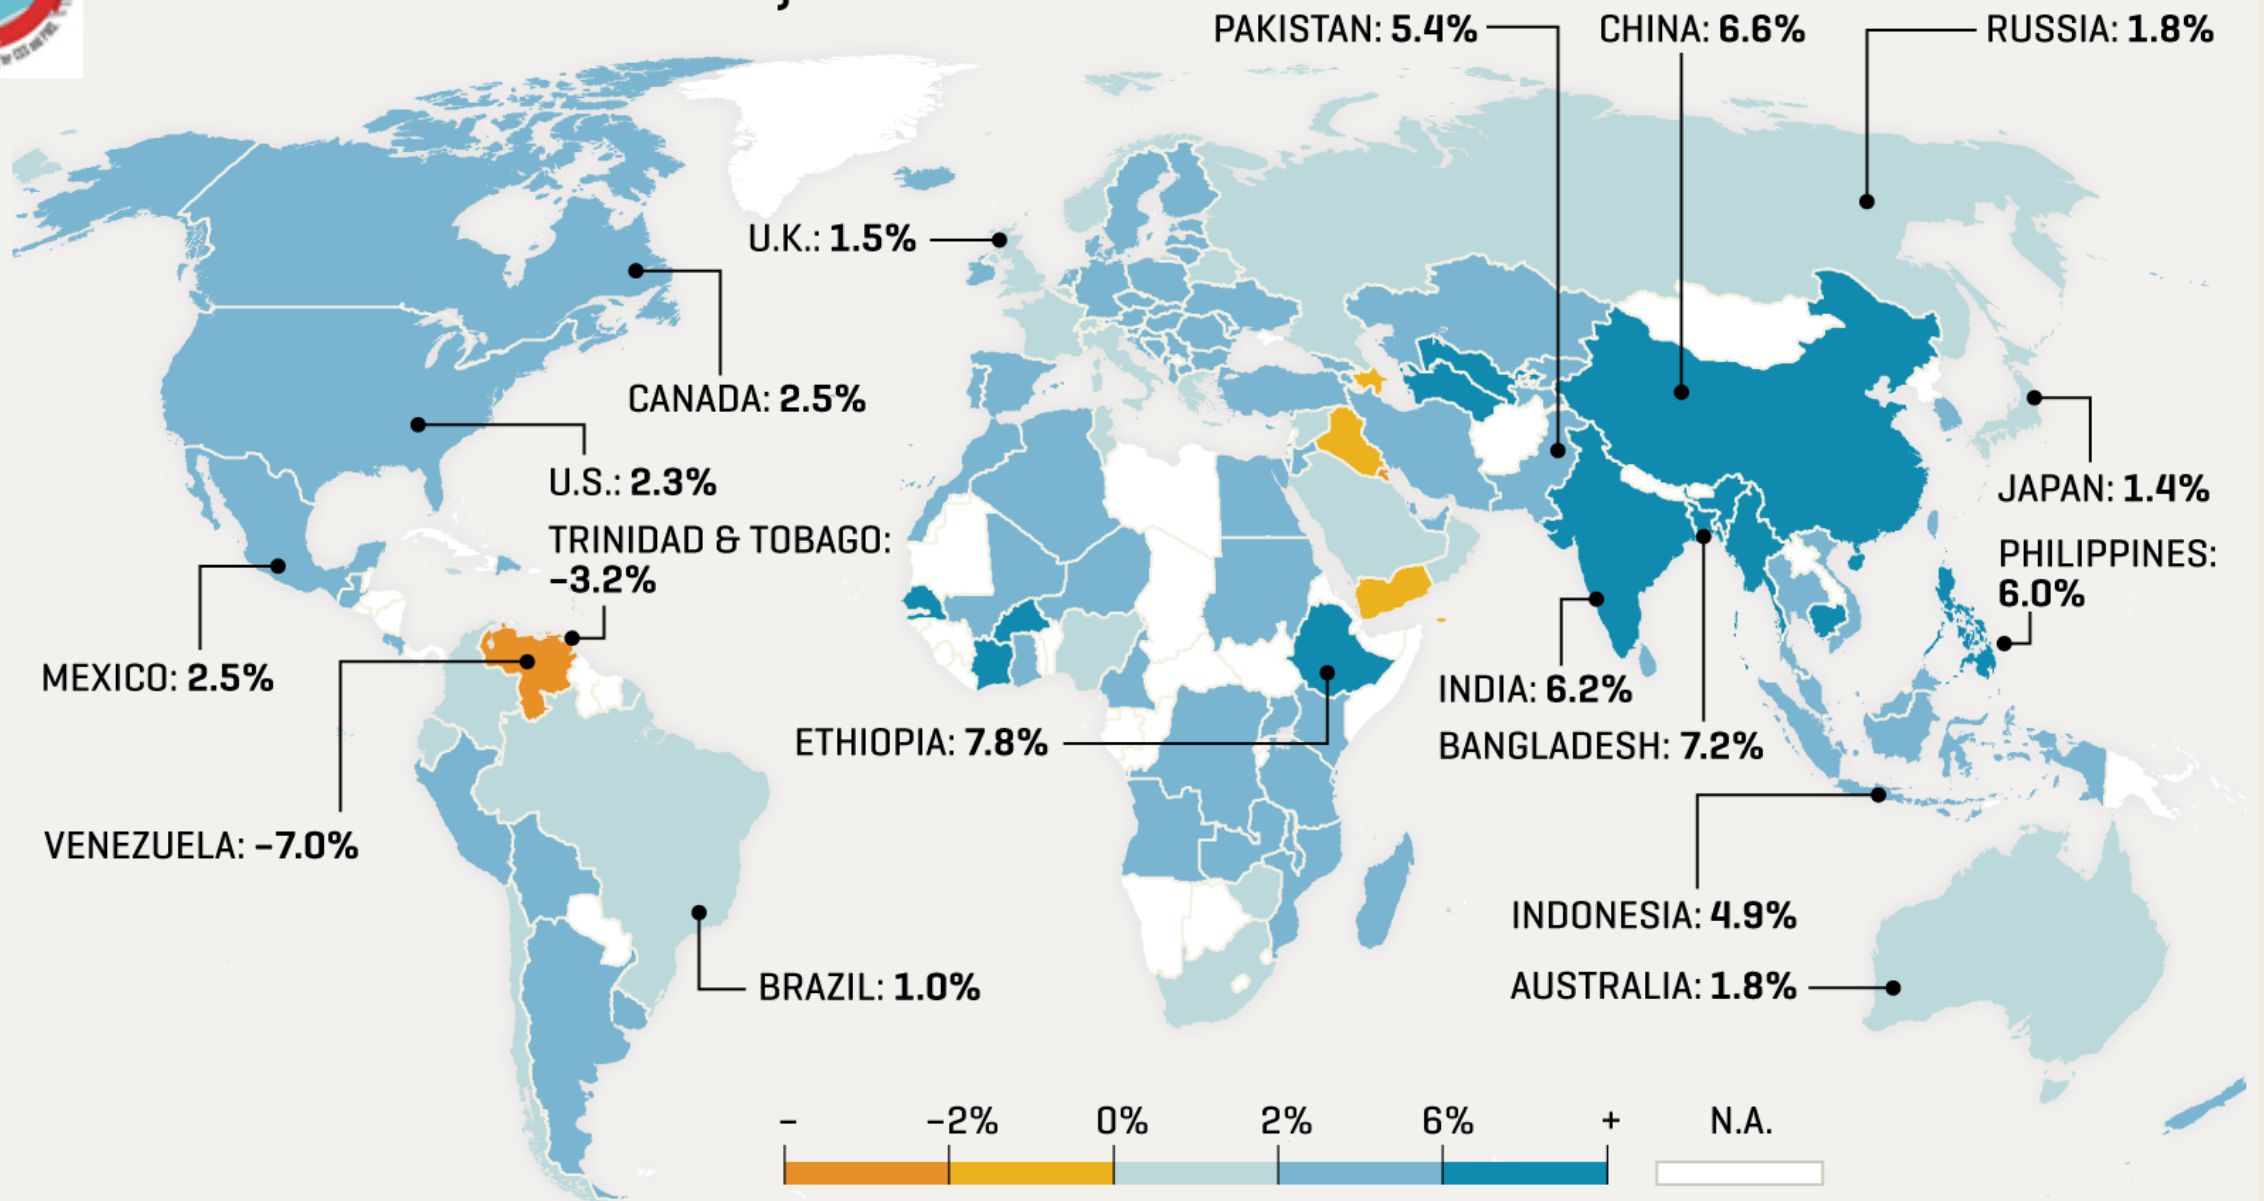 PAKISTAN: 5.4%
CHINA: 6.6%
RUSSIA: 1.8%
U.K.: 1.5%
CANADA: 2.5%
U.S.: 2.3%
TRINIDAD & TOBAGO:
–3.2%
MEXICO: 2.5%
VENEZUELA: –7.0%
BRAZIL: 1.0%
ETHIOPIA: 7.8%
JAPAN: 1.4%
PHILIPPINES:
6.0%
INDIA: 6.2%
BANGLADESH: 7.2%
INDONESIA: 4.9%
AUSTRALIA: 1.8%
– –2% 0% 2% 6% + N.A.